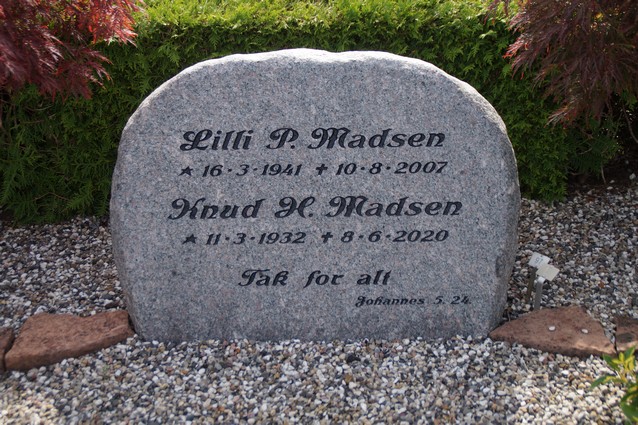 Lilli P. Madsen
★ 16·3·1941 ✝ 10·8·2007
Knud H. Madsen
★ 11·3·1932 ✝ 8·6·2020
Tak for alt
Johannes 5. 24.